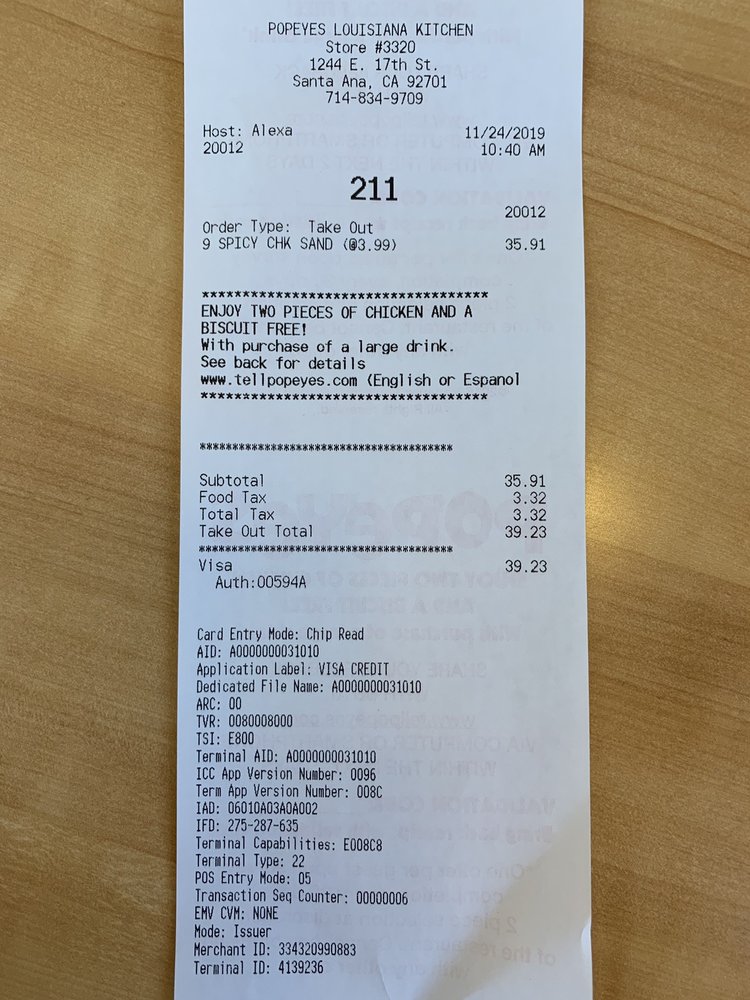 POPEYES LOUISIANA KITCHEN
Store #3320
1244 E. 17th St.
Santa Ana, CA 92701
714-834-9709
Host: Alexa 11/24/2019
20012 10:40 AM
211
20012
Order Type: Take Out
9 SPICY CHK SAND (@3.99) 35.91
***********************************
ENJOY TWO PIECES OF CHICKEN AND A
BISCUIT FREE!
With purchase of a large drink.
See back for details
www.tellpopeyes.com (English or Espanol
***********************************
***************************************
Subtotal 35.91
Food Tax 3.32
Total Tax 3.32
Take Out Total 39.23
***************************************
Visa 39.23
Auth:00594A
Card Entry Mode: Chip Read
AID: A0000000031010
Application Label: VISA CREDIT
Dedicated File Name: A0000000031010
ARC: 00
TVR: 0080008000
TSI: E800
Terminal AID: A0000000031010
ICC App Version Number: 0096
Term App Version Number: 008C
IAD: 06010A03A0A002
IFD: 275-287-635
Terminal Capabilities: E008C8
Terminal Type: 22
POS Entry Mode: 05
Transaction Seq Counter: 00000006
EMV CVM: NONE
Mode: Issuer
Merchant ID: 334320990883
Terminal ID: 4139236